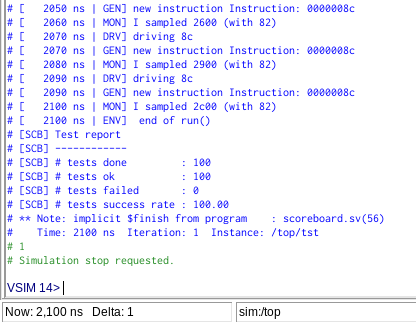 # [   2050 ns | GEN] new instruction Instruction: 0000008c
# [   2060 ns | MON] I sampled 2600 (with 82)
# [   2070 ns | DRV] driving 8c
# [   2070 ns | GEN] new instruction Instruction: 0000008c
# [   2080 ns | MON] I sampled 2900 (with 82)
# [   2090 ns | DRV] driving 8c
# [   2090 ns | GEN] new instruction Instruction: 0000008c
# [   2100 ns | MON] I sampled 2c00 (with 82)
# [   2100 ns | ENV]  end of run()
# [SCB] Test report
# [SCB] ------------
# [SCB] # tests done         : 100
# [SCB] # tests ok           : 100
# [SCB] # tests failed       : 0
# [SCB] # tests success rate : 100.00
# ** Note: implicit $finish from program    : scoreboard.sv(56)
#    Time: 2100 ns  Iteration: 1  Instance: /top/tst
# 1
# Simulation stop requested.
VSIM 14>
Now: 2,100 ns  Delta: 1
sim:/top